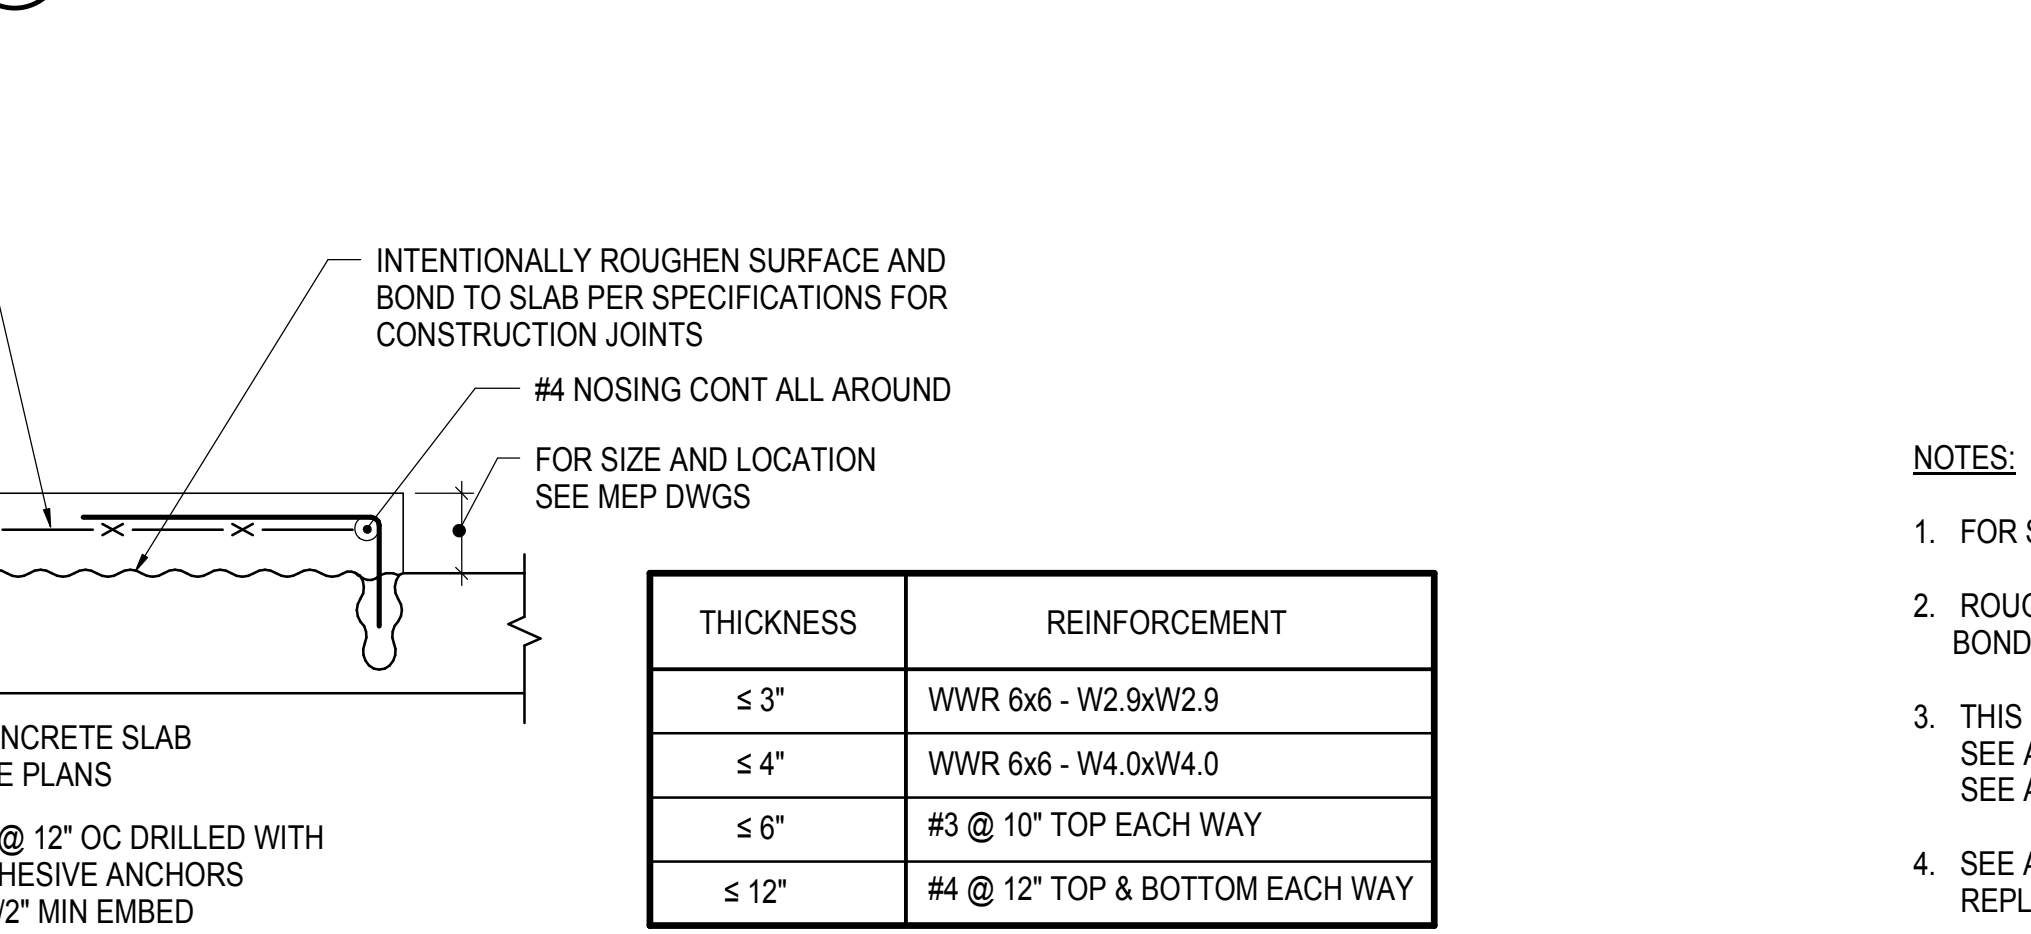 INTENTIONALLY ROUGHEN SURFACE AND
BOND TO SLAB PER SPECIFICATIONS FOR
CONSTRUCTION JOINTS
#4 NOSING CONT ALL AROUND
FOR SIZE AND LOCATION
SEE MEP DWGS
THICKNESS REINFORCEMENT
≤ 3" WWR 6x6 - W2.9xW2.9
≤ 4" WWR 6x6 - W4.0xW4.0
≤ 6" #3 @ 10" TOP EACH WAY
≤ 12" #4 @ 12" TOP & BOTTOM EACH WAY
NCRETE SLAB
E PLANS
@ 12" OC DRILLED WITH
HESIVE ANCHORS
/2" MIN EMBED
NOTES:
1. FOR S
2. ROUG
BOND
3. THIS
SEE A
SEE A
4. SEE A
REPL